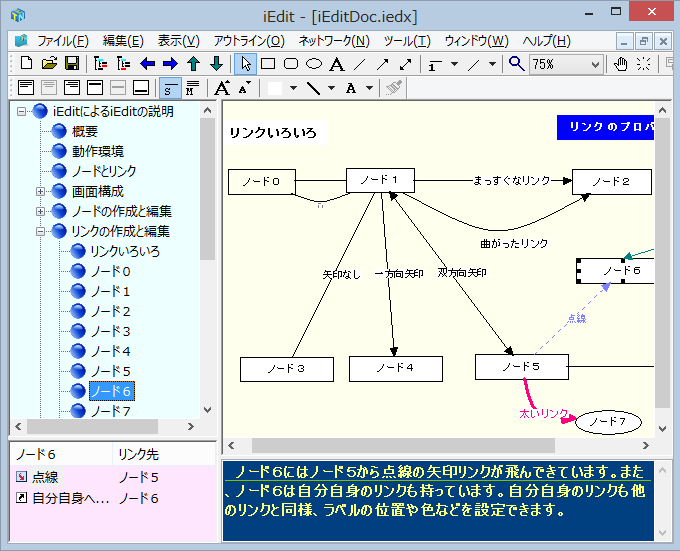 iEdit - [iEditDoc.iedx]
ファイル(F) 編集(E) 表示(V) アウトライン(O) ネットワーク(N) ツール(T) ウィンドウ(W) ヘルプ(H)
75%
S M A A A
iEditによるiEditの説明
概要
動作環境
ノードとリンク
画面構成
ノードの作成と編集
リンクの作成と編集
リンクいろいろ
ノード0
ノード1
ノード2
ノード3
ノード4
ノード5
ノード6
ノード7
リンクいろいろ
リンクのプロパ
ノード0
ノード1
まっすぐなリンク
ノード2
曲がったリンク
矢印なし
一方向矢印
双方向矢印
ノード6
点線
ノード3
ノード4
ノード5
太いリンク
ノード7
ノード6 リンク先
点線 ノード5
自分自身へ... ノード6
ノード6にはノード5から点線の矢印リンクが飛んできています。また
、ノード6は自分自身のリンクも持っています。自分自身のリンクも他
のリンクと同様、ラベルの位置や色などを設定できます。